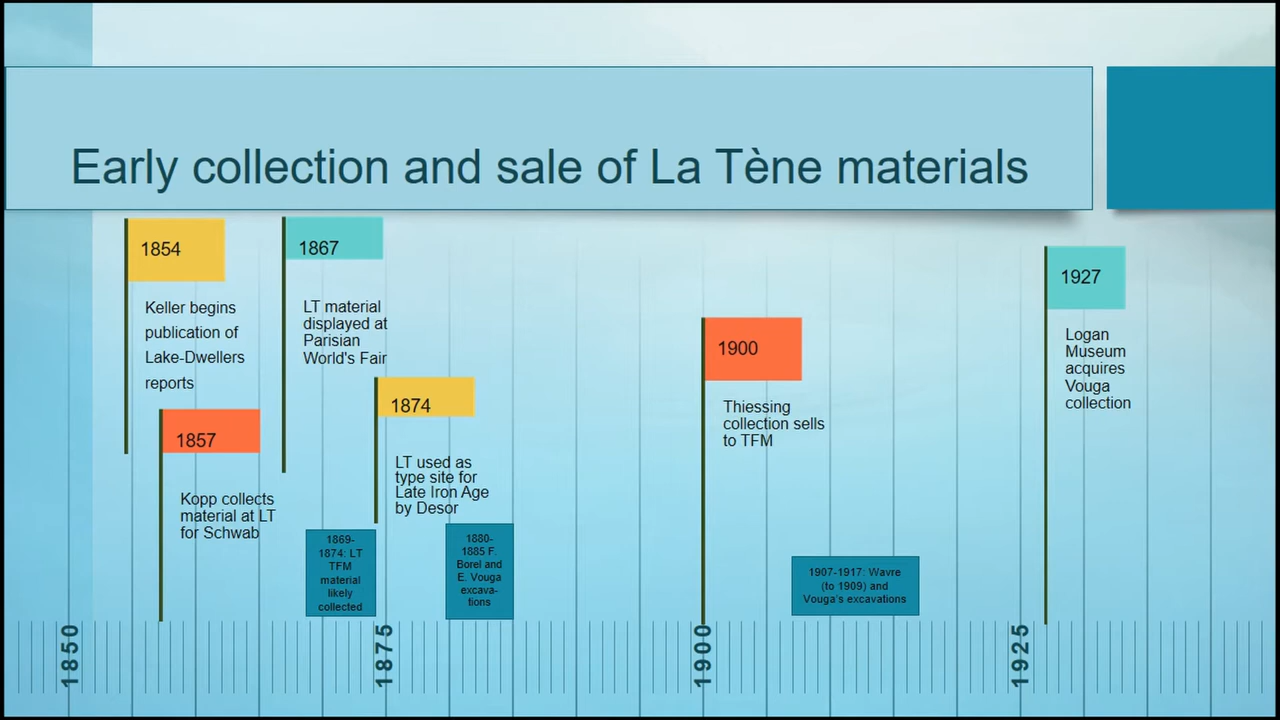 Early collection and sale of La Tène materials
1854
Keller begins
publication of
Lake-Dwellers
reports
1857
Kopp collects
material at LT
for Schwab
1867
LT material
displayed at
Parisian
World's Fair
1874
LT used as
type site for
Late Iron Age
by Desor
1869-
1874: LT
TFM
material
likely
collected
1880-
1885 F.
Borel and
E. Vouga
excava-
tions
1900
Thiessing
collection sells
to TFM
1907-1917: Wavre
(to 1909) and
Vouga's excavations
1927
Logan
Museum
acquires
Vouga
collection
1850
1875
1900
1925